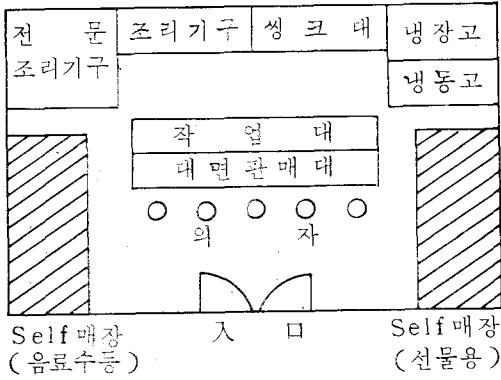 전 문
조리기구
조리기구
씽 크 대
냉장고
냉동고
작 업 대
대 면 판 매 대
의 자
Self 매장
(음료수등)
入 口
Self 매장
(선물용)